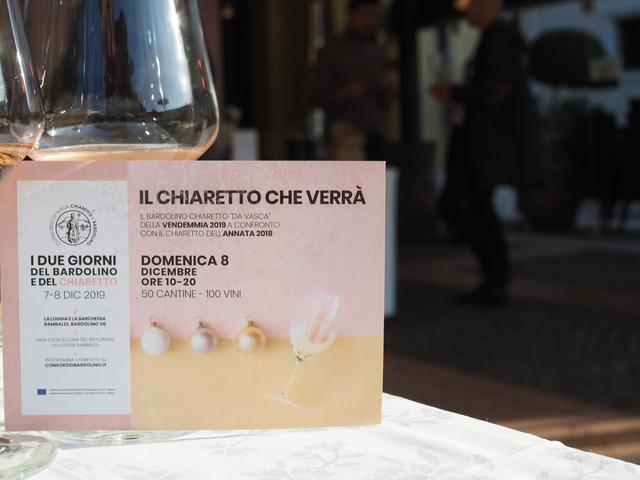 IL CHIARETTO CHE VERRÀ
IL BARDOLINO CHIARETTO "DA VASCA"
DELLA VENDEMMIA 2019 A CONFRONTO
CON IL CHIARETTO DELL'ANNATA 2018
DOMENICA 8
DICEMBRE
ORE 10-20
50 CANTINE - 100 VINI
I DUE GIORNI
DEL BARDOLINO
E DEL CHIARETTO
7-8 DIC 2019
LA LOGGIA E LA BARCHESSA
RAMBALDI, BARDOLINO VR
AREA FOOD A CURA DEL RISTORANTE
LA LOGGIA RAMBALDI
PROGRAMMA COMPLETO SU:
CONSORZIOBARDOLINO.IT